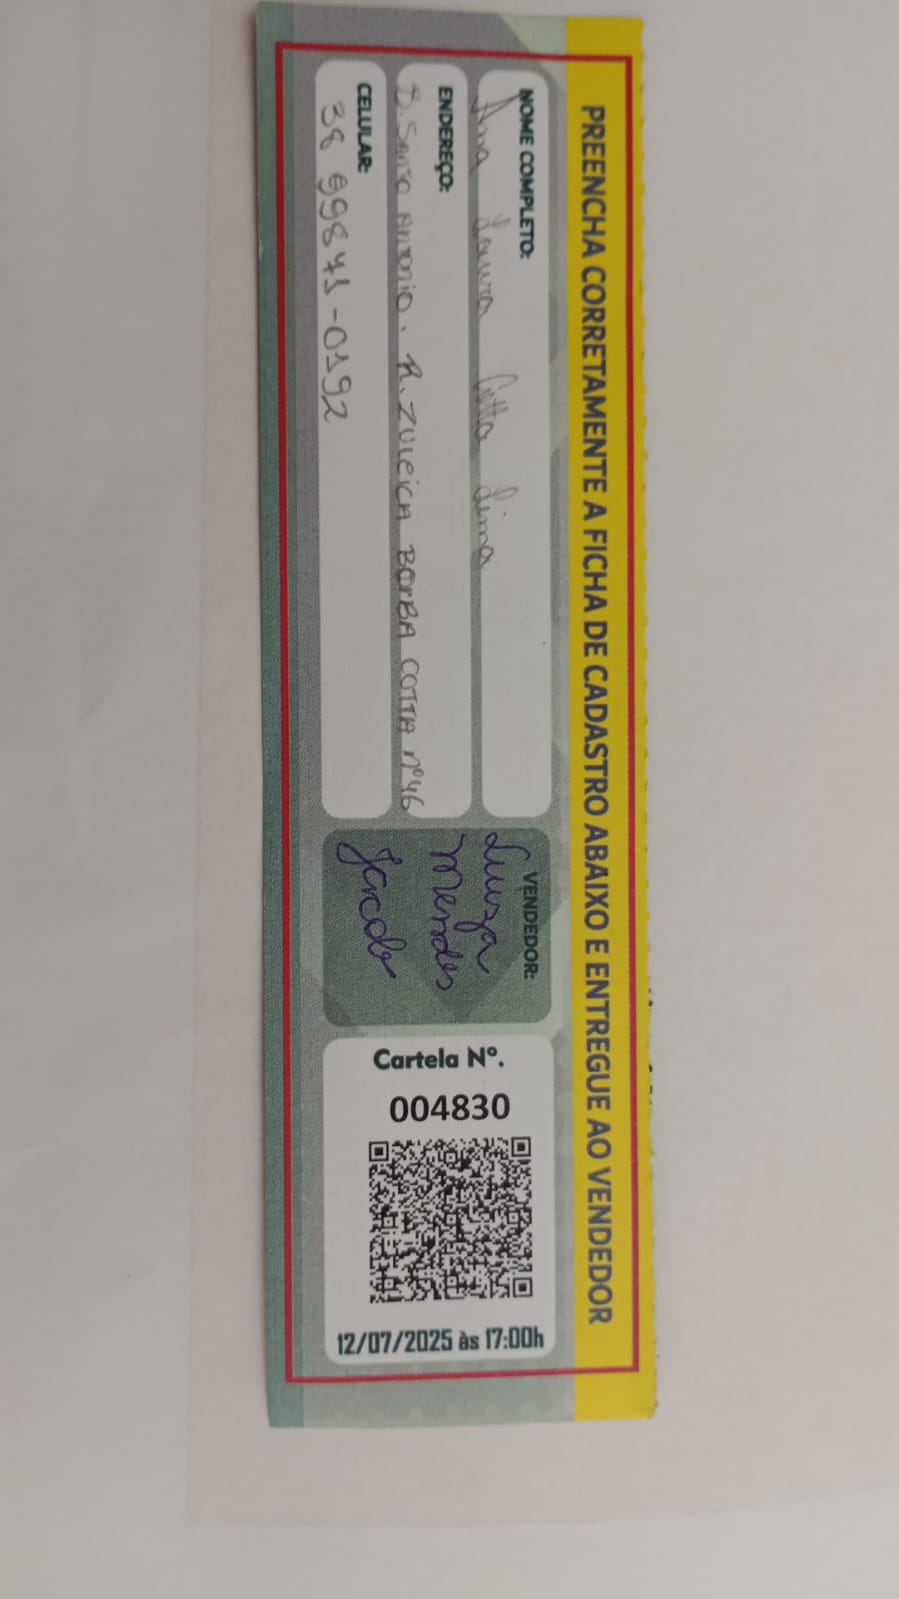 PREENCHA CORRETAMENTE A FICHA DE CADASTRO ABAIXO E ENTREGUE AO VENDEDOR
NOME COMPLETO:
Ana Laura Cotta Lima
ENDEREÇO:
B. Santo Antonio. R. ZULEICA BORBA COTTA nº46
CELULAR:
38 99841-0192
VENDEDOR:
Luiza
Mendes
Jacob
Cartela Nº.
004830
12/07/2025 às 17:00h